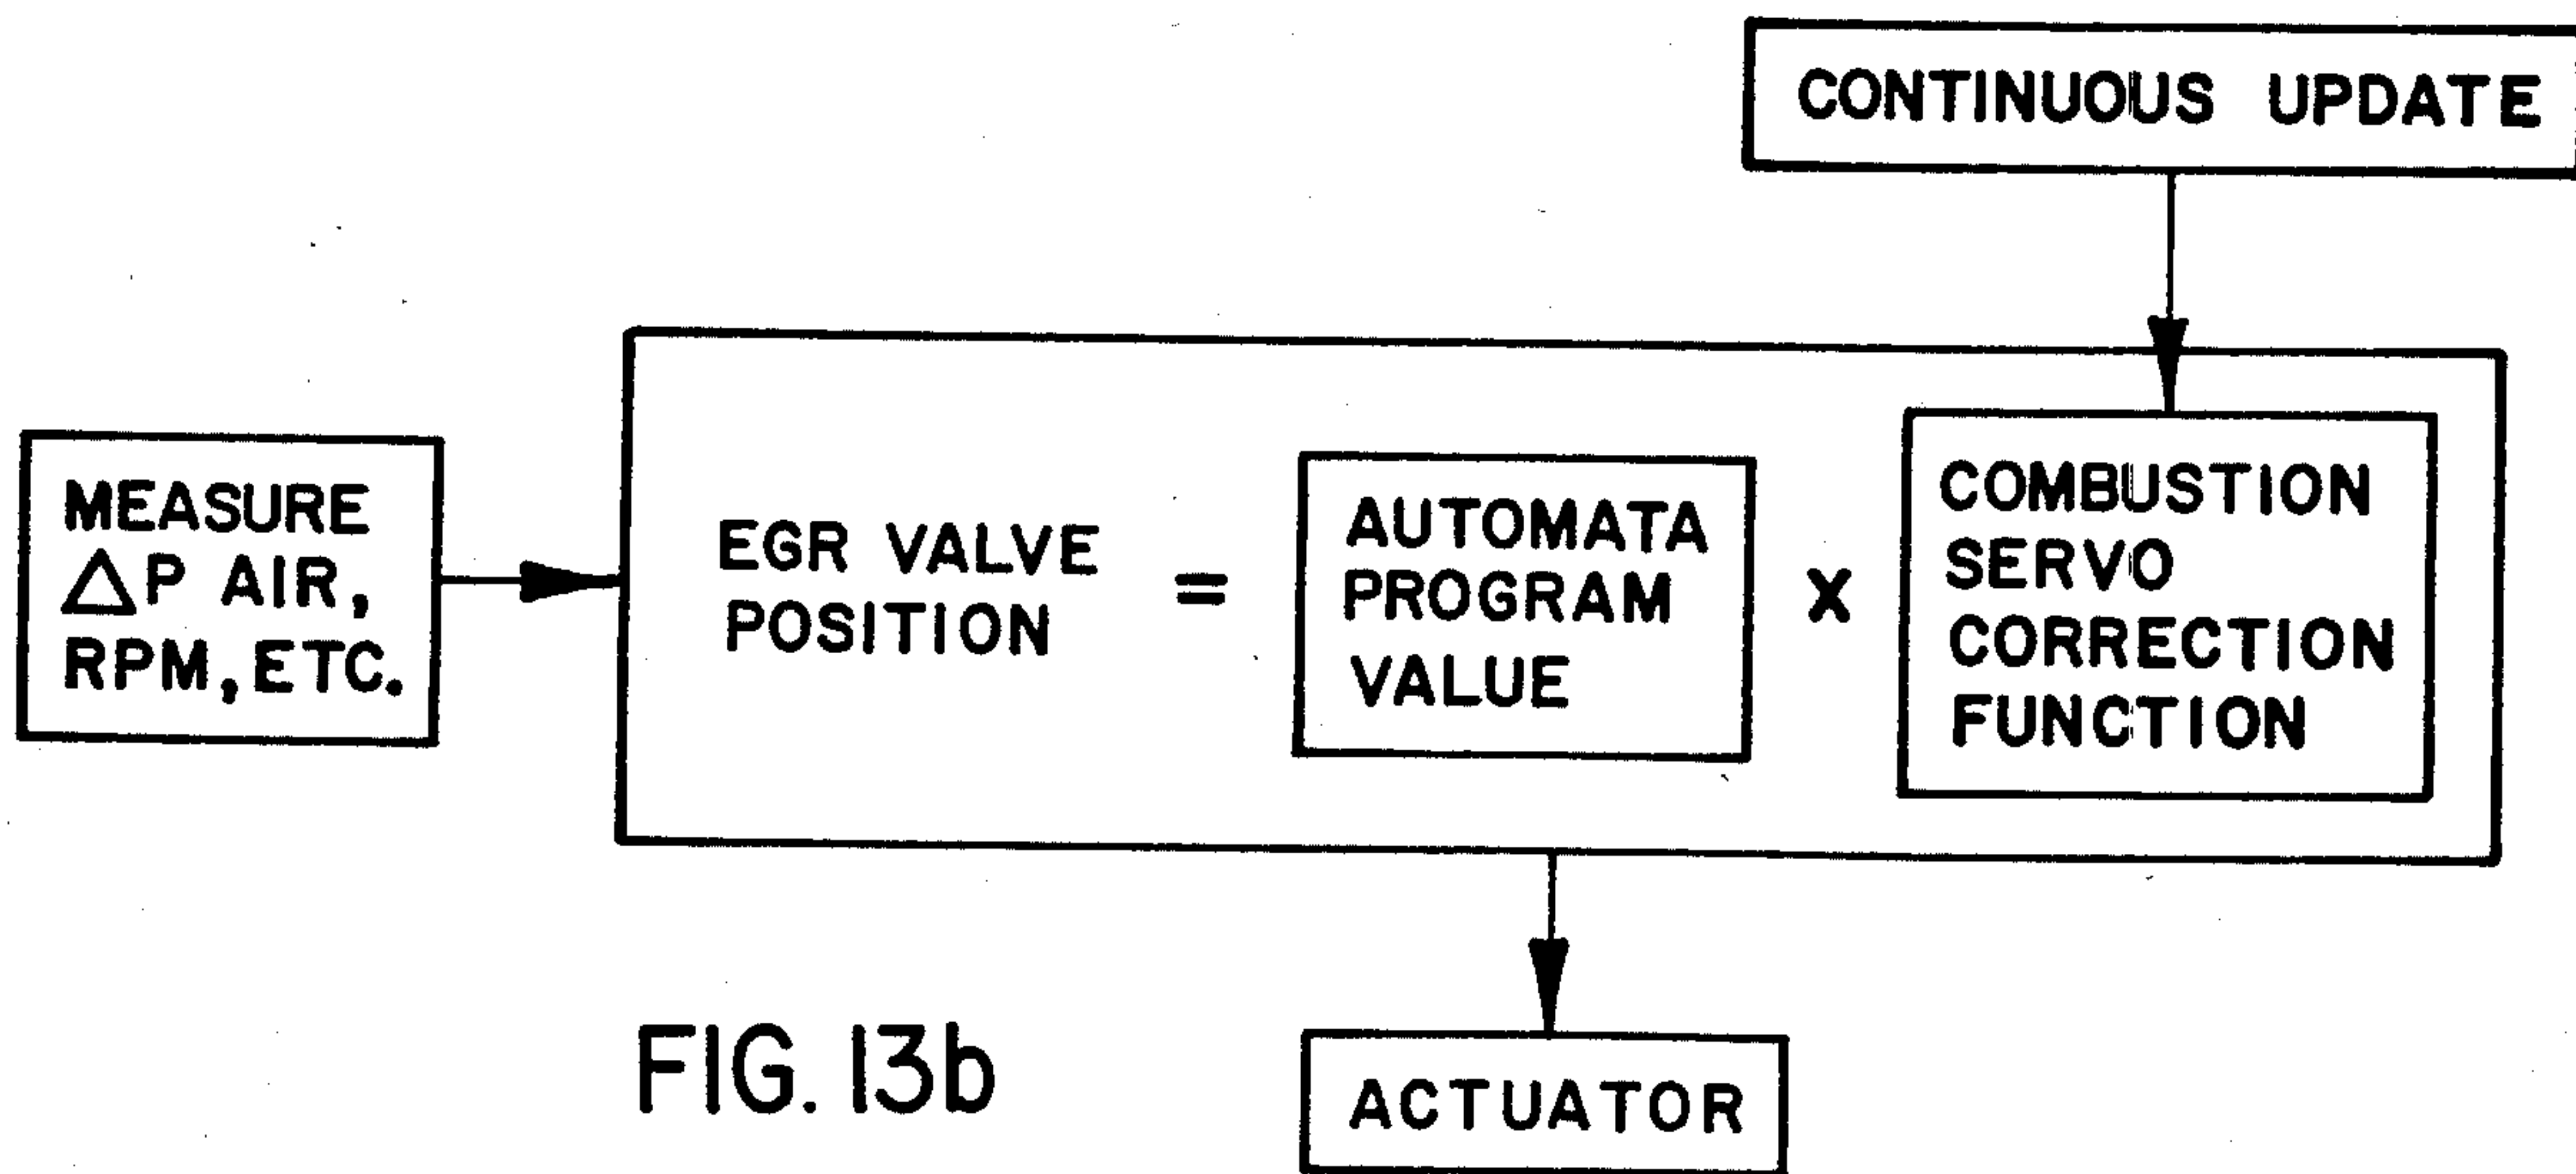 CONTINUOUS UPDATE
MEASURE
△P AIR,
RPM, ETC.
EGR VALVE
POSITION
=
AUTOMATA
PROGRAM
VALUE
X
COMBUSTION
SERVO
CORRECTION
FUNCTION
FIG. 13b
ACTUATOR